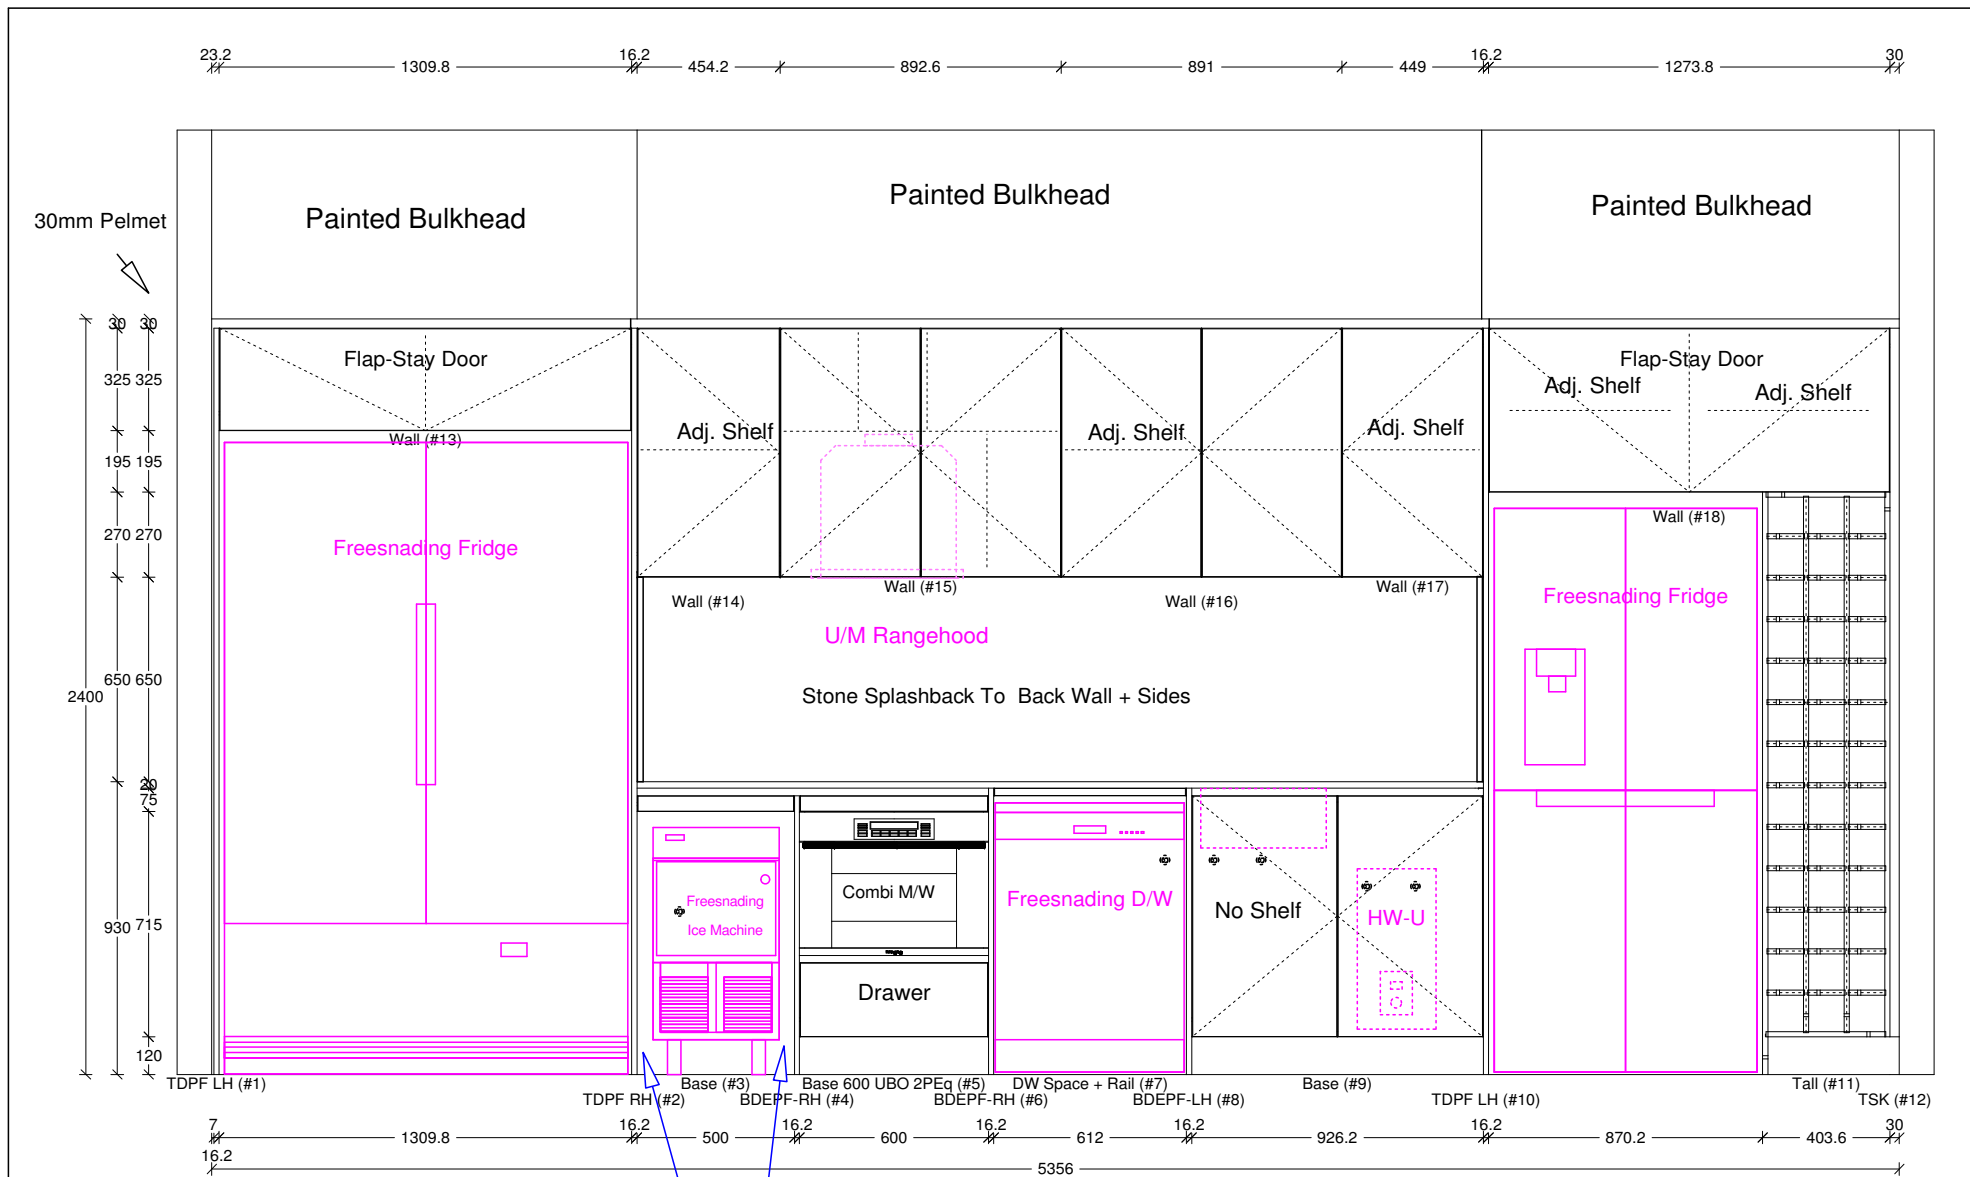 23.2 16.2 16.2 30
1309.8 454.2 892.6 891 449 1273.8
Painted Bulkhead
Painted Bulkhead
Painted Bulkhead
30mm Pelmet
30 30
Flap-Stay Door
Flap-Stay Door
325 325
Adj. Shelf
Adj. Shelf
Adj. Shelf
Adj. Shelf
Adj. Shelf
Wall (#13)
195 195
Wall (#18)
270 270
Freesnading Fridge
Wall (#15)
Wall (#17)
Wall (#14)
Wall (#16)
Freesnading Fridge
U/M Rangehood
650 650
2400
Stone Splashback To Back Wall + Sides
20
75
Combi M/W
Freesnading D/W
Freesnading
Ice Machine
No Shelf
HW-U
930 715
Drawer
120
TDPF LH (#1)
Base (#3)
Base 600 UBO 2PEq (#5)
DW Space + Rail (#7)
Base (#9)
Tall (#11)
TDPF RH (#2)
BDEPF-RH (#4)
BDEPF-RH (#6)
BDEPF-LH (#8)
TDPF LH (#10)
TSK (#12)
7 16.2 16.2 16.2 16.2 16.2 30
1309.8 500 600 612 926.2 870.2 403.6
16.2
5356